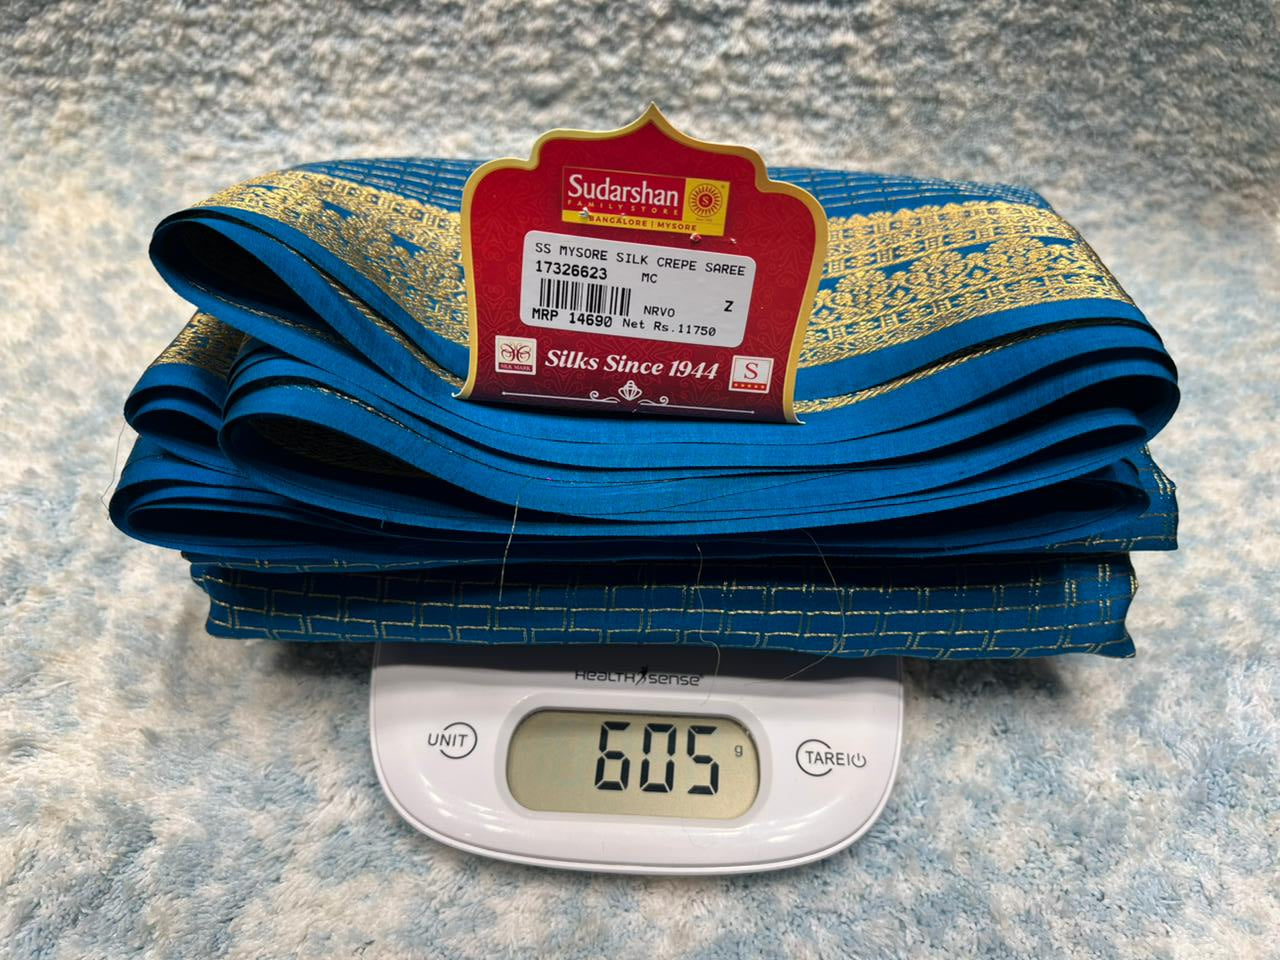 Sudarshan
FAMILY STORE
BANGALORE | MYSORE
SS MYSORE SILK CREPE SAREE
17326623 MC
NRVO Z
MRP 14690 Net Rs.11750
SILK MARK
Silks Since 1944
S
HEALTH SENSE
UNIT
605 g
TARE